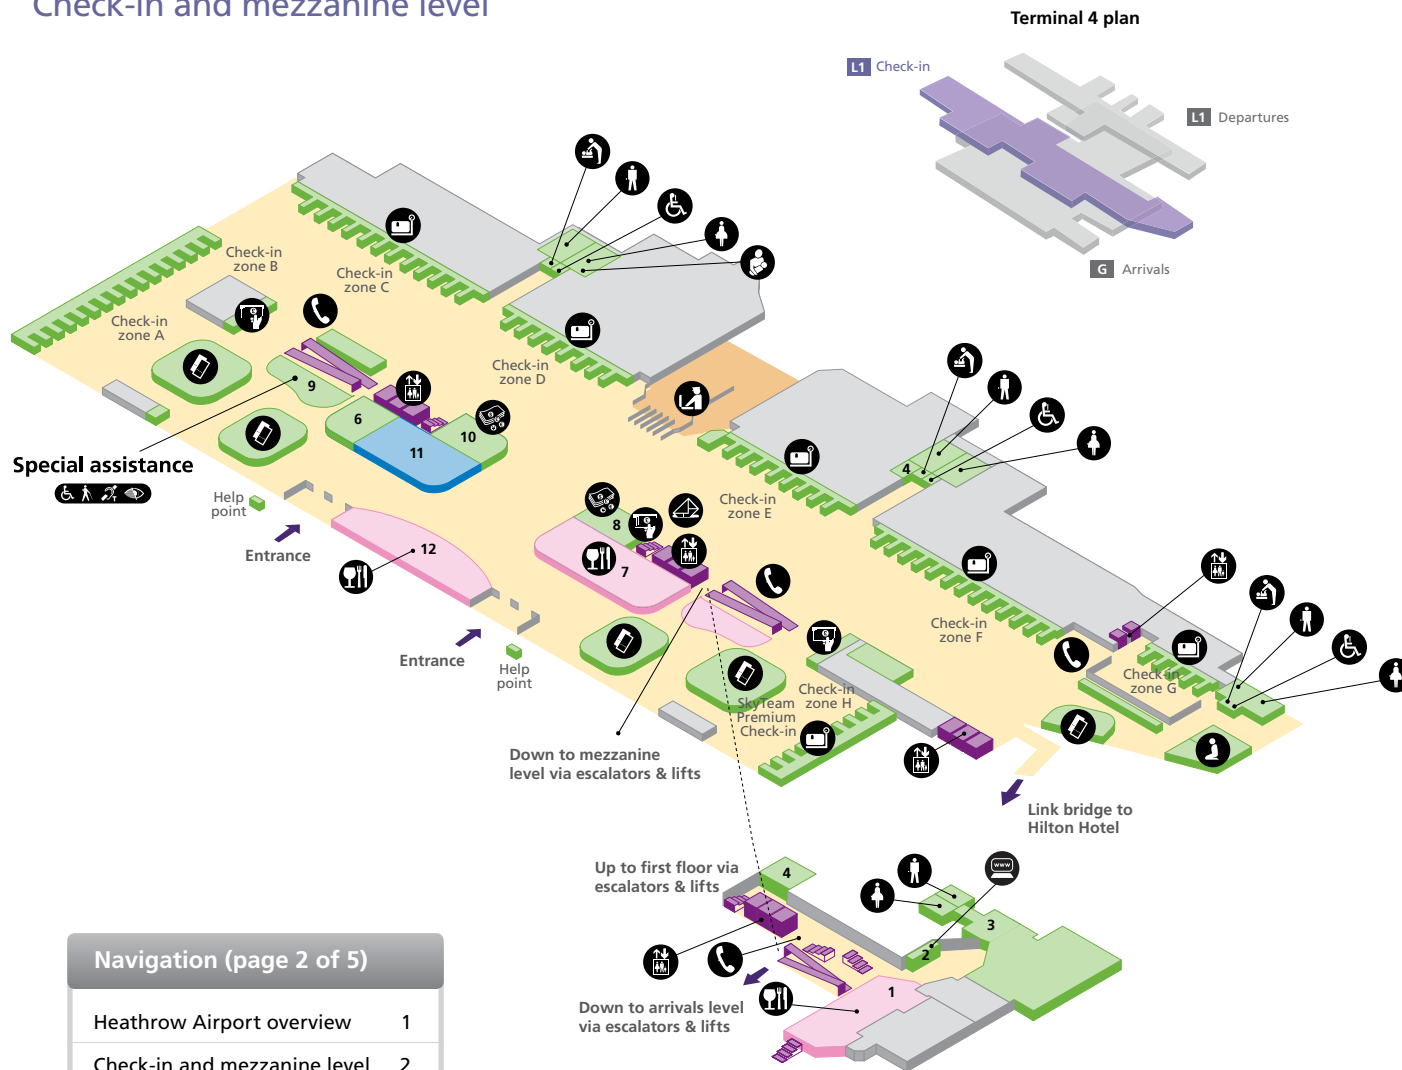 Check-in and mezzanine level
Terminal 4 plan
L1 Check-in
L1 Departures
G Arrivals
Check-in
zone B
Check-in
zone C
Check-in
zone A
Check-in
zone D
9
6
10
11
Special assistance
Help
point
Entrance
12
Check-in
zone E
4
8
7
Check-in
zone F
Entrance
Help
point
Check-in
zone G
Check-in
zone H
SkyTeam
Premium
Check-in
Down to mezzanine
level via escalators & lifts
Link bridge to
Hilton Hotel
Up to first floor via
escalators & lifts
4
www
3
2
1
Down to arrivals level
via escalators & lifts
Navigation (page 2 of 5)
Heathrow Airport overview 1
Check-in and mezzanine level 2